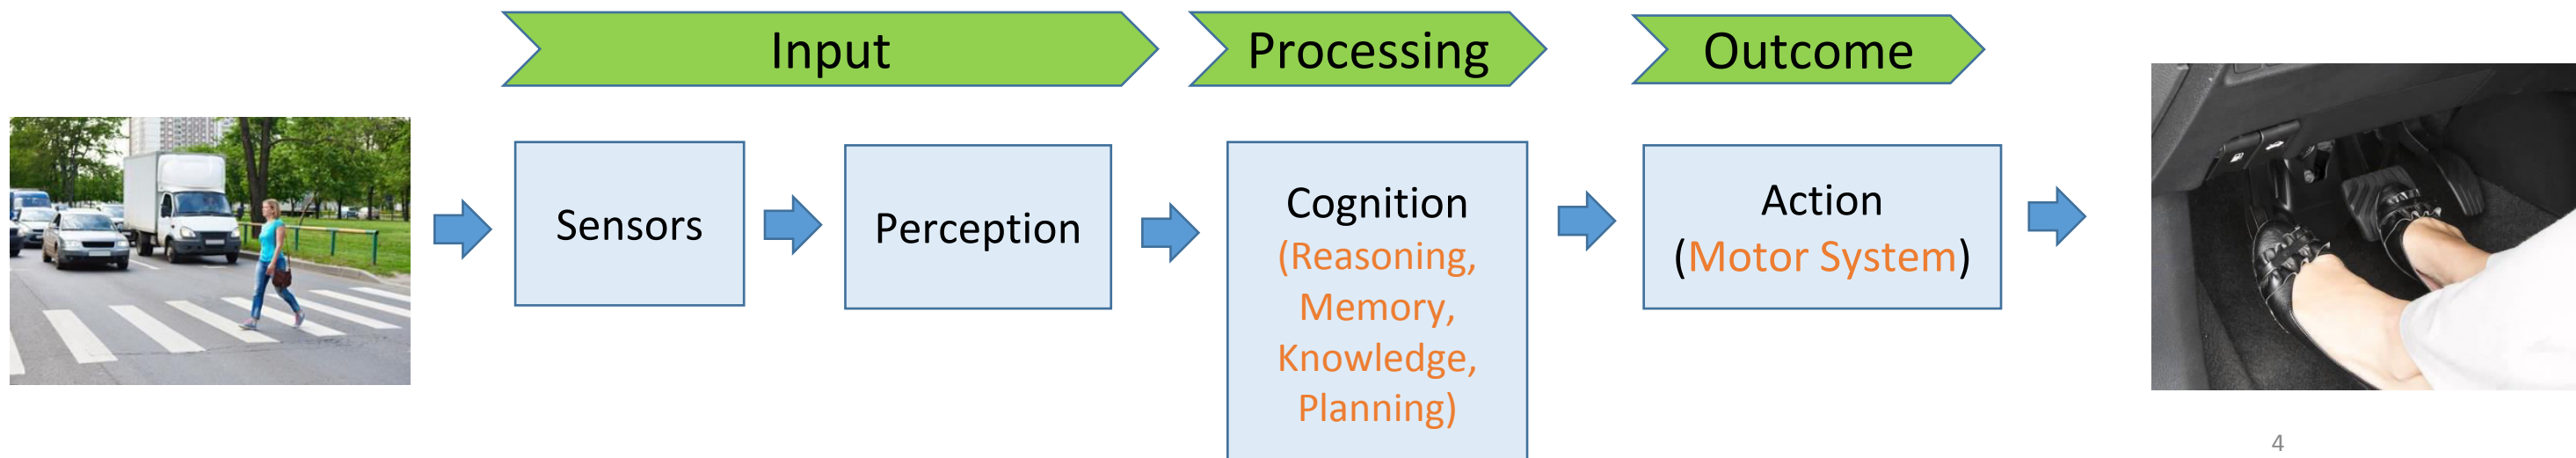 Input
Processing
Outcome
Sensors
Perception
Cognition
(Reasoning,
Memory,
Knowledge,
Planning)
Action
(Motor System)
4